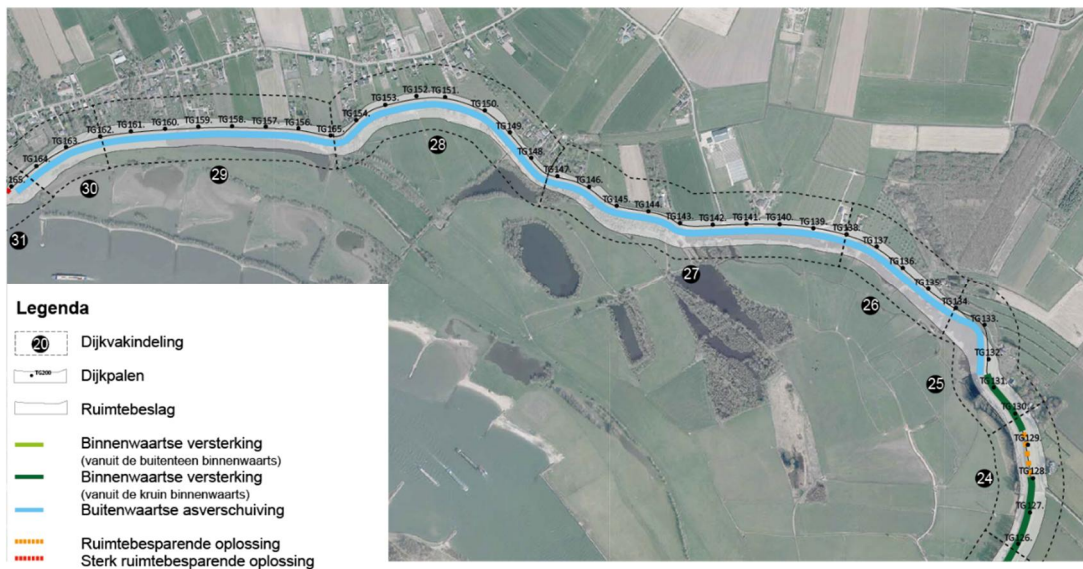 TG152.
TG151.
TG153.
TG150.
TG154.
TG149.
TG148.
TG158.
TG157.
TG156.
TG159.
TG160.
TG161.
TG162.
TG163
TG164.
165.
TG165.
TG147.
TG146.
TG145.
TG144.
TG143.
TG142.
TG141.
TG140.
TG139.
TG138.
TG137.
TG136.
TG135.
TG134.
TG133.
TG132.
TG131.
TG130.
TG129.
TG128.
TG127.
TG126.
28
29
30
31
27
26
25
24
Legenda
20 Dijkvakindeling
TG200 Dijkpalen
Ruimtebeslag
Binnenwaartse versterking
(vanuit de buitenteen binnenwaarts)
Binnenwaartse versterking
(vanuit de kruin binnenwaarts)
Buitenwaartse asverschuiving
Ruimtebesparende oplossing
Sterk ruimtebesparende oplossing